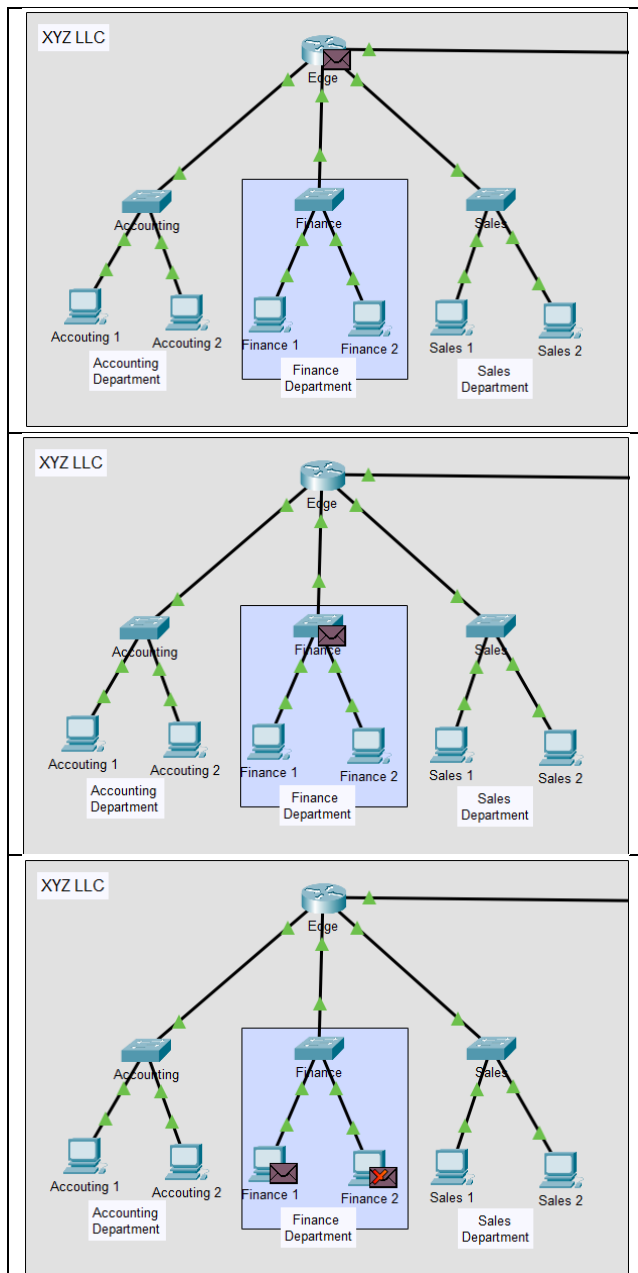 XYZ LLC
Edge
Accounting
Finance
Sales
Accouting 1
Accouting 2
Finance 1
Finance 2
Sales 1
Sales 2
Accounting
Department
Finance
Department
Sales
Department
XYZ LLC
Edge
Accounting
Finance
Sales
Accouting 1
Accouting 2
Finance 1
Finance 2
Sales 1
Sales 2
Accounting
Department
Finance
Department
Sales
Department
XYZ LLC
Edge
Accounting
Finance
Sales
Accouting 1
Accouting 2
Finance 1
Finance 2
Sales 1
Sales 2
Accounting
Department
Finance
Department
Sales
Department